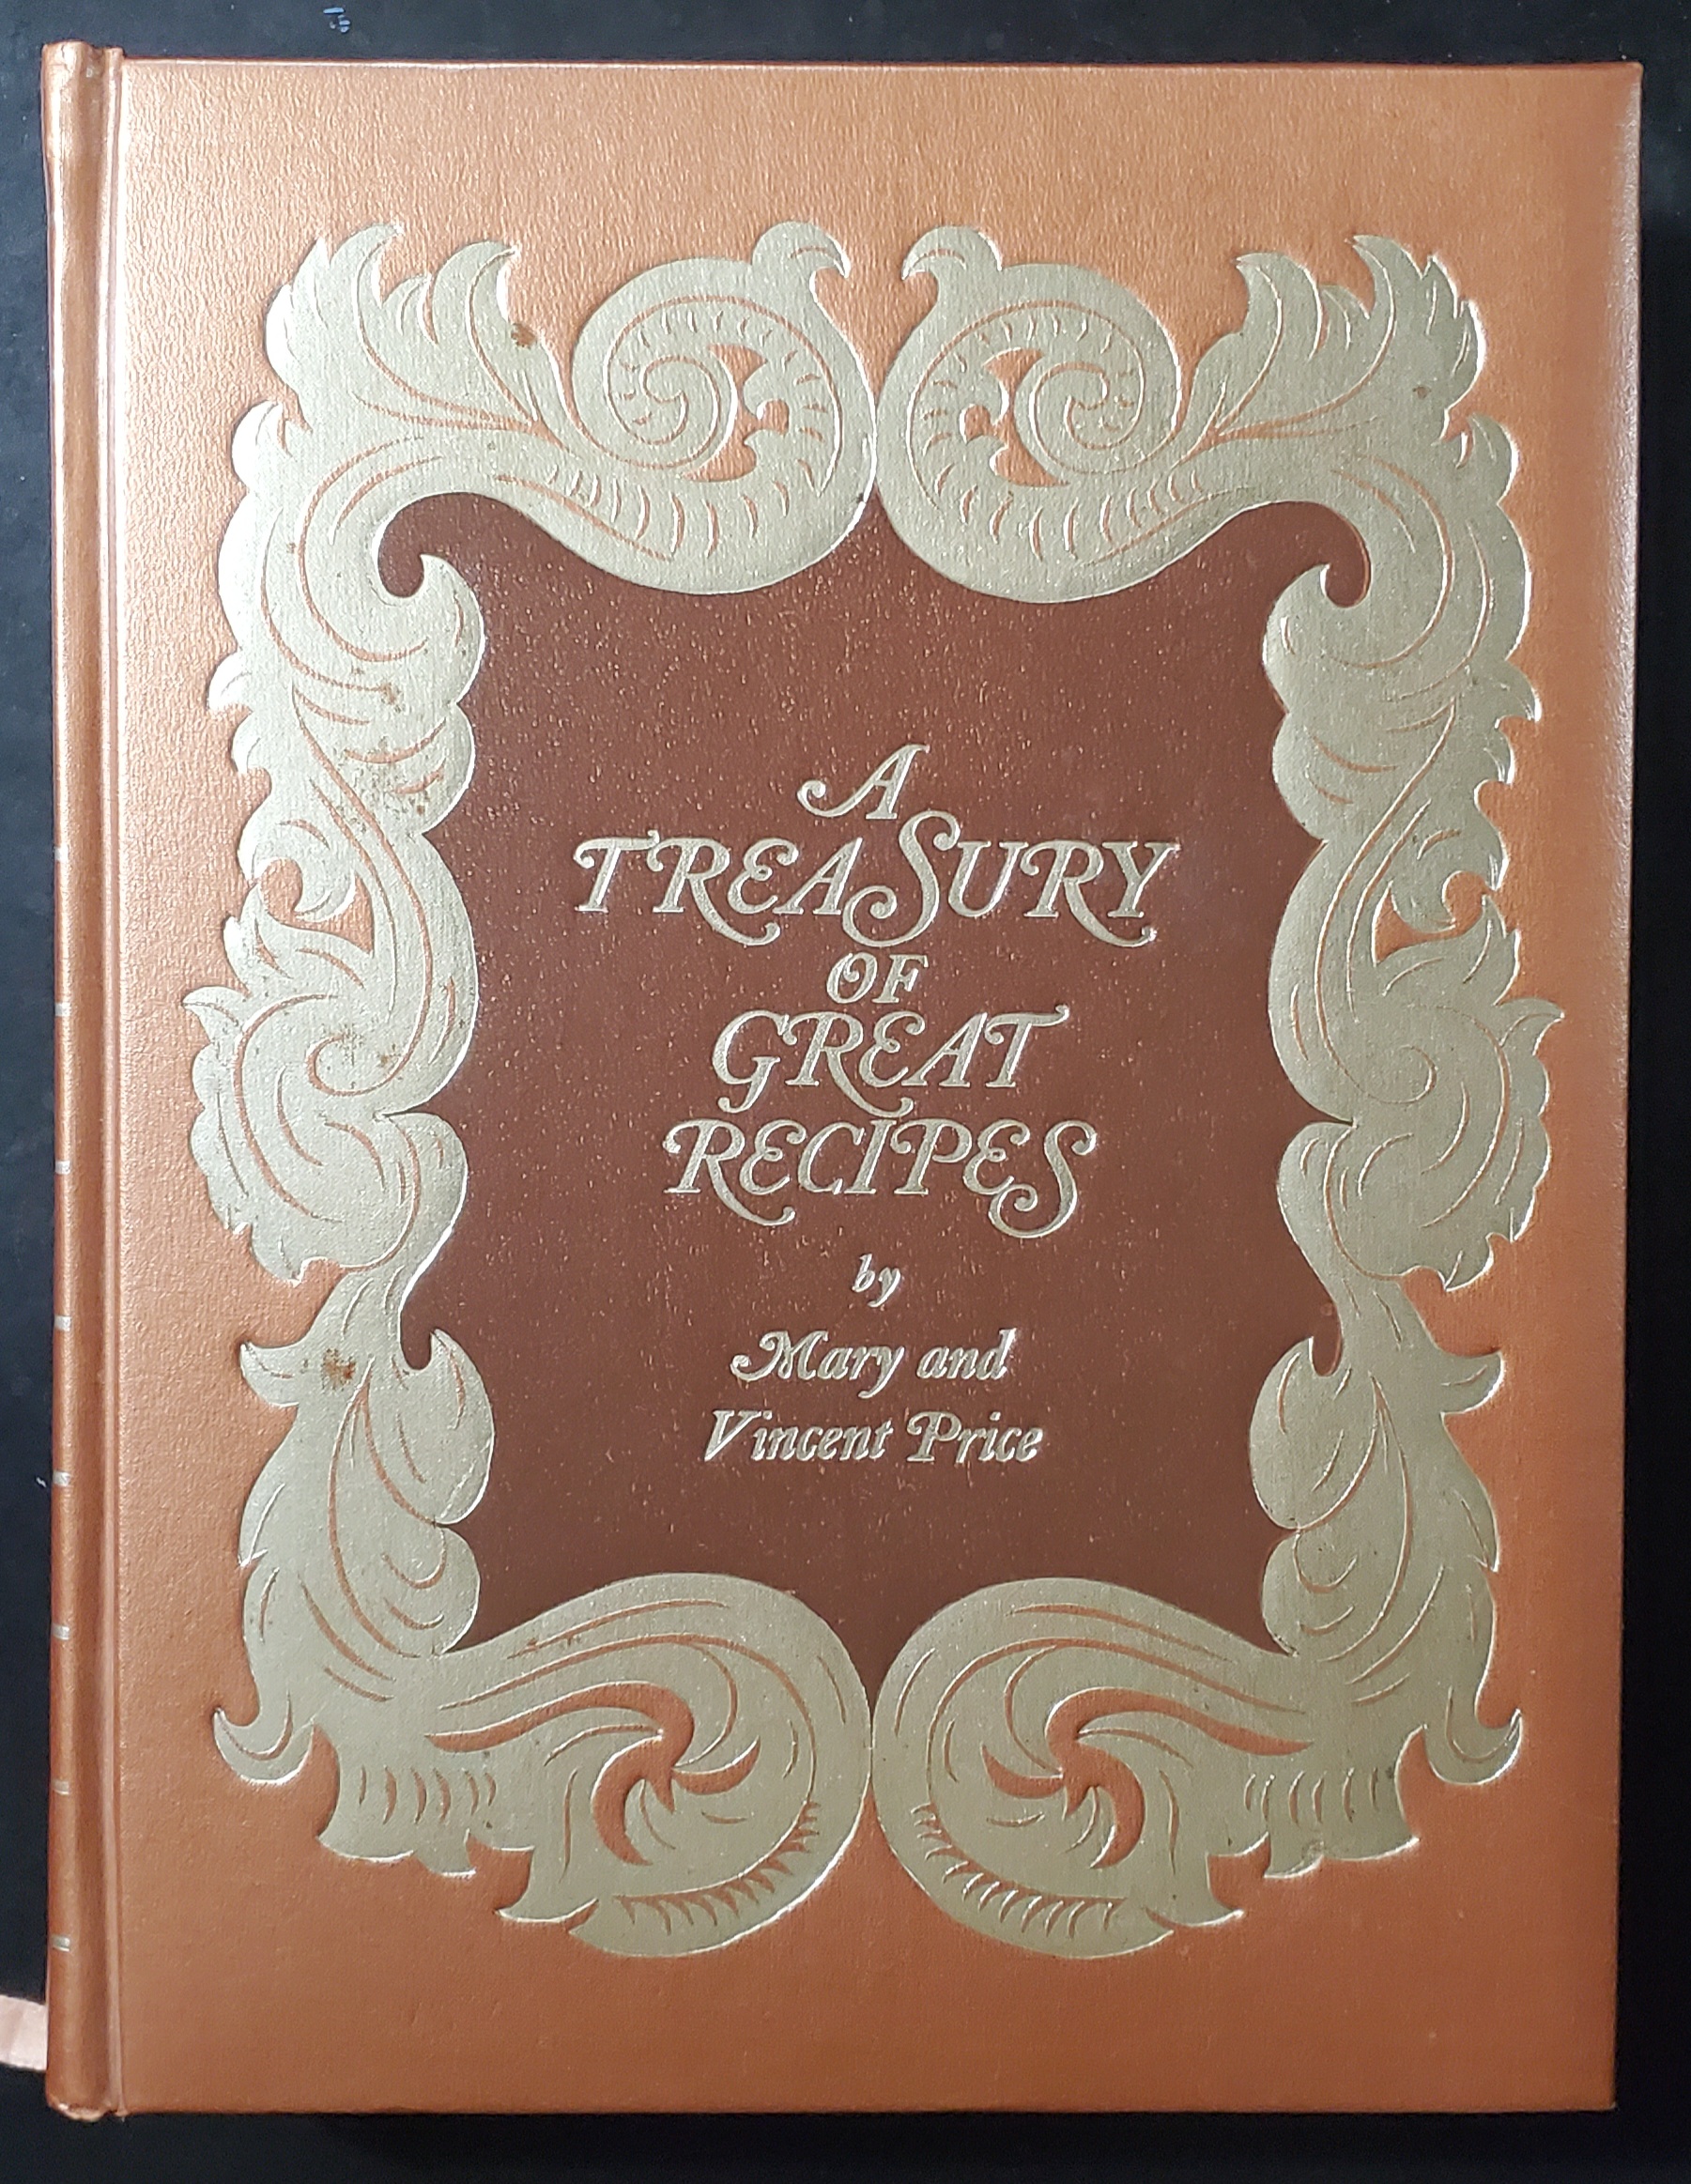 A
TREASURY
OF
GREAT
RECIPES
by
Mary and
Vincent Price